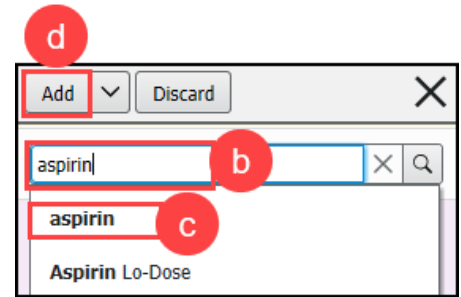 d
Add Discard
aspirin b
aspirin c
Aspirin Lo-Dose